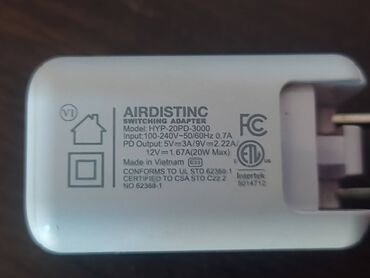 VI
AIRDISTINC
SWITCHING ADAPTER
Model: HYP-20PD-3000
Input:100-240V~50/60Hz 0.7A
PD Output: 5V⎓3A/9V⎓2.22A
12V⎓1.67A(20W Max)
Made in Vietnam
CONFORMS TO UL STD.62368-1
CERTIFIED TO CSA STD.C22.2
NO 62368-1
FC
ETL
Intertek
5014712